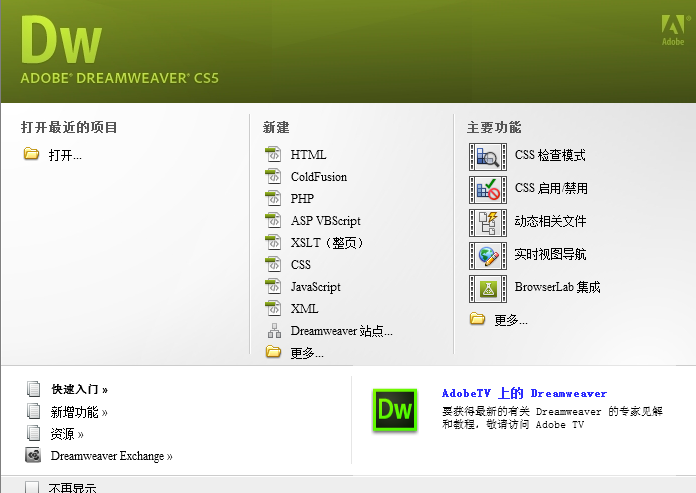 Dw
ADOBE® DREAMWEAVER® CS5
Adobe
打开最近的项目
打开...
新建
HTML
ColdFusion
PHP
ASP VBScript
XSLT（整页）
CSS
JavaScript
XML
Dreamweaver 站点...
更多...
主要功能
CSS 检查模式
CSS 启用/禁用
动态相关文件
实时视图导航
BrowserLab 集成
更多...
快速入门 »
新增功能 »
资源 »
Dreamweaver Exchange »
Dw
AdobeTV 上的 Dreamweaver
要获得最新的有关 Dreamweaver 的专家见解
和教程，敬请访问 Adobe TV
不再显示